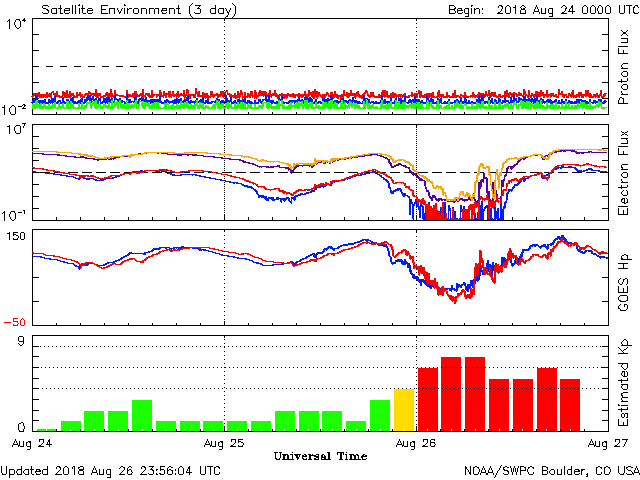 Satellite Environment (3 day) Begin: 2018 Aug 24 0000 UTC
10⁴
Proton Flux
10⁻²
10⁷
Electron Flux
10⁻¹
150
GOES Hp
−50
9
Estimated Kp
0
Aug 24 Aug 25 Aug 26 Aug 27
Universal Time
Updated 2018 Aug 26 23:56:04 UTC NOAA/SWPC Boulder, CO USA